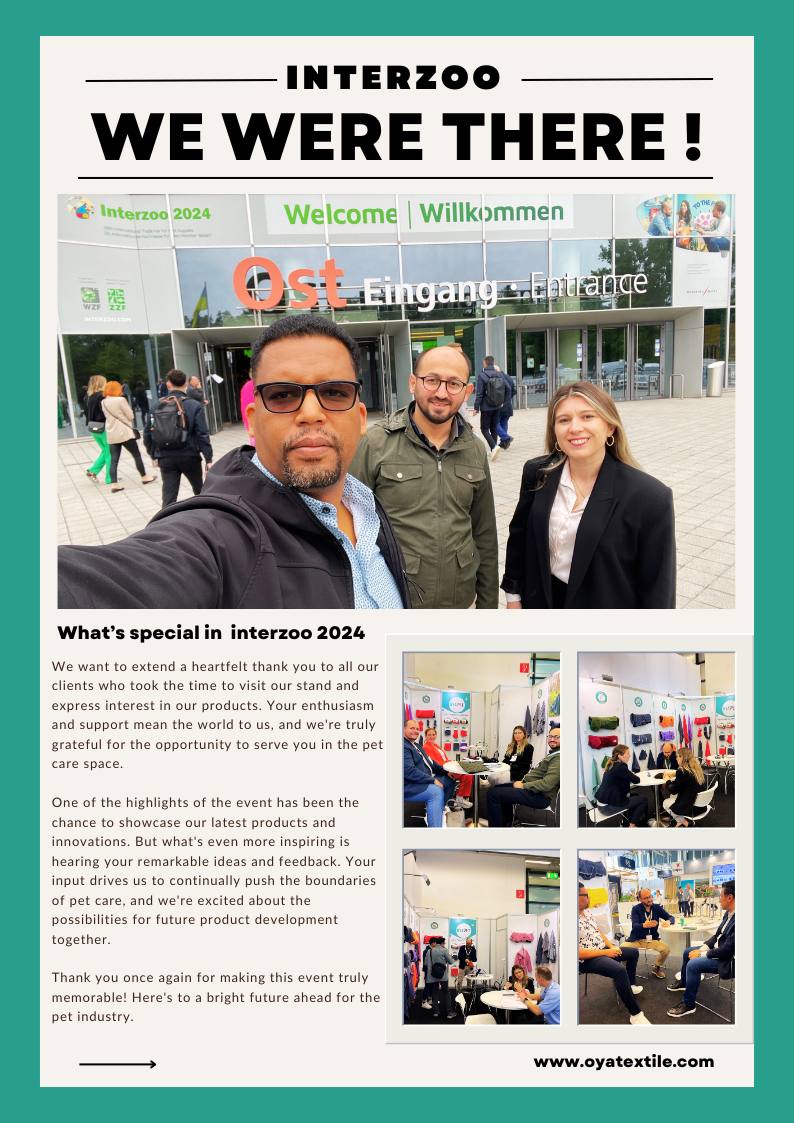 INTERZOO
WE WERE THERE !
Interzoo 2024
Welcome | Willkommen
TO THE
Ost Eingang · Entrance
WZF
ZZF
INTERZOO.COM
What’s special in interzoo 2024
We want to extend a heartfelt thank you to all our
clients who took the time to visit our stand and
express interest in our products. Your enthusiasm
and support mean the world to us, and we're truly
grateful for the opportunity to serve you in the pet
care space.
One of the highlights of the event has been the
chance to showcase our latest products and
innovations. But what's even more inspiring is
hearing your remarkable ideas and feedback. Your
input drives us to continually push the boundaries
of pet care, and we're excited about the
possibilities for future product development
together.
Thank you once again for making this event truly
memorable! Here's to a bright future ahead for the
pet industry.
www.oyatextile.com